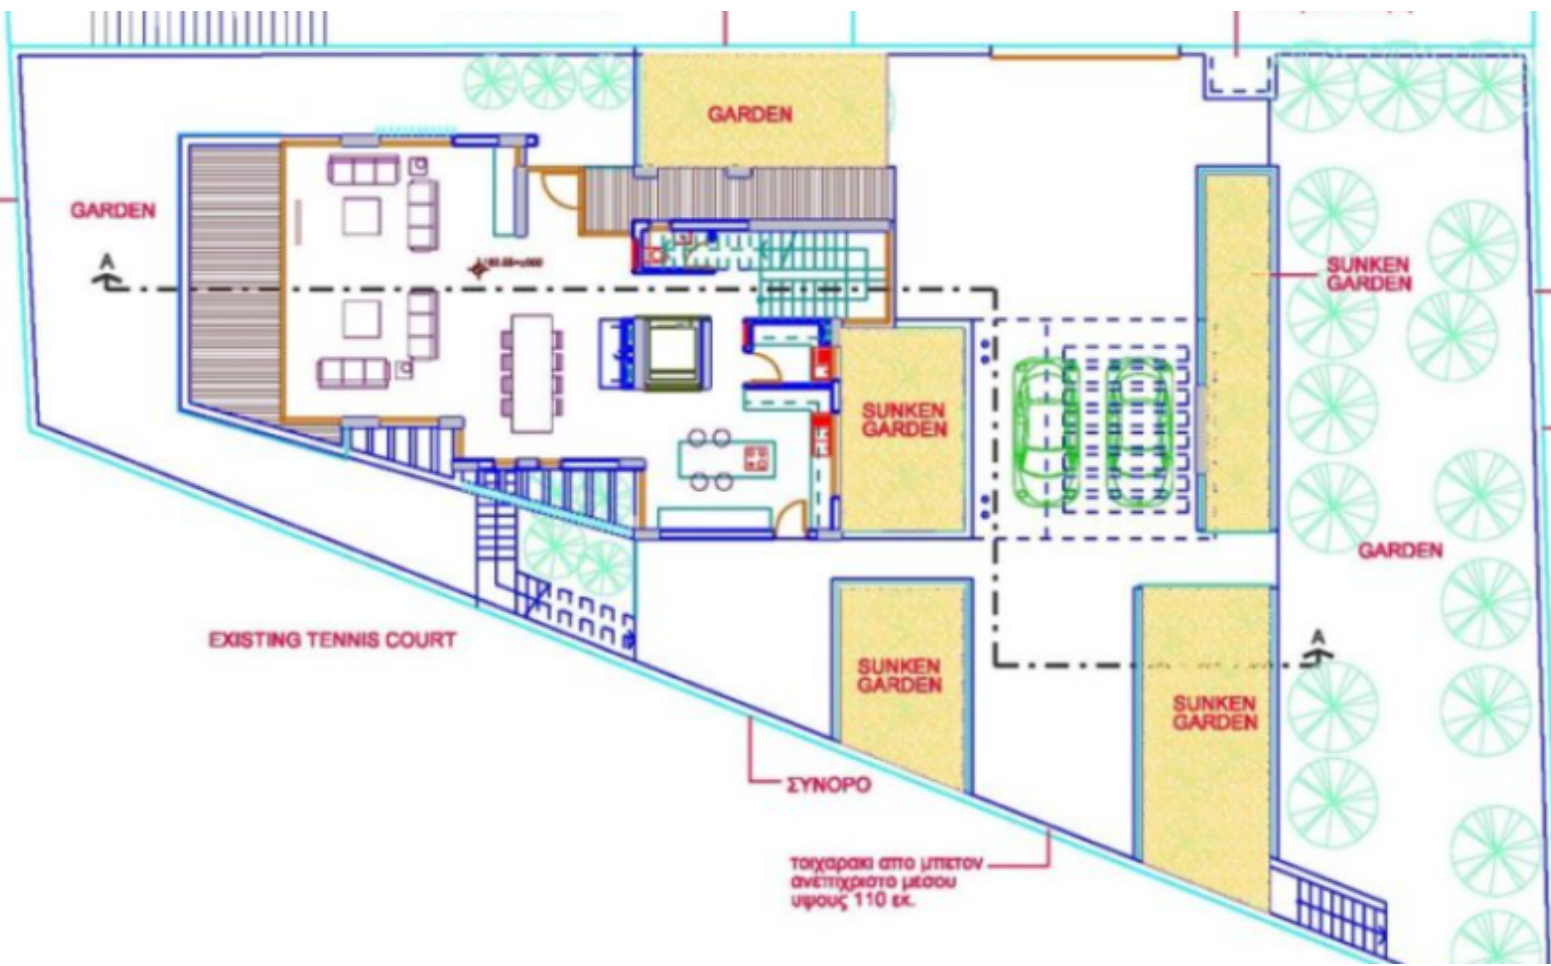 GARDEN
GARDEN
A
SUNKEN
GARDEN
SUNKEN
GARDEN
GARDEN
EXISTING TENNIS COURT
A
SUNKEN
GARDEN
SUNKEN
GARDEN
ΣΥΝΟΡΟ
τοιχαρακι απο μπετον
ανεπιχριστο μεσου
υψους 110 εκ.